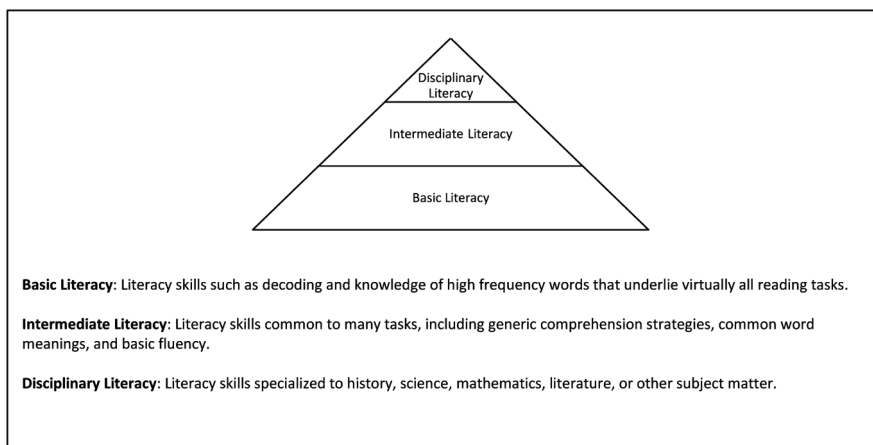 Disciplinary
Literacy
Intermediate Literacy
Basic Literacy
Basic Literacy: Literacy skills such as decoding and knowledge of high frequency words that underlie virtually all reading tasks.
Intermediate Literacy: Literacy skills common to many tasks, including generic comprehension strategies, common word
meanings, and basic fluency.
Disciplinary Literacy: Literacy skills specialized to history, science, mathematics, literature, or other subject matter.